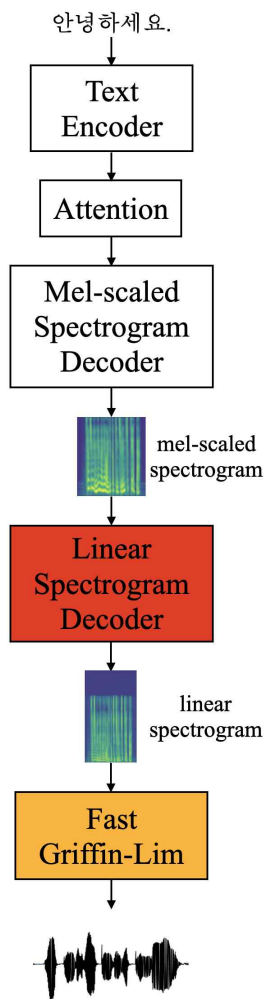 안녕하세요.
Text
Encoder
Attention
Mel-scaled
Spectrogram
Decoder
mel-scaled
spectrogram
Linear
Spectrogram
Decoder
linear
spectrogram
Fast
Griffin-Lim